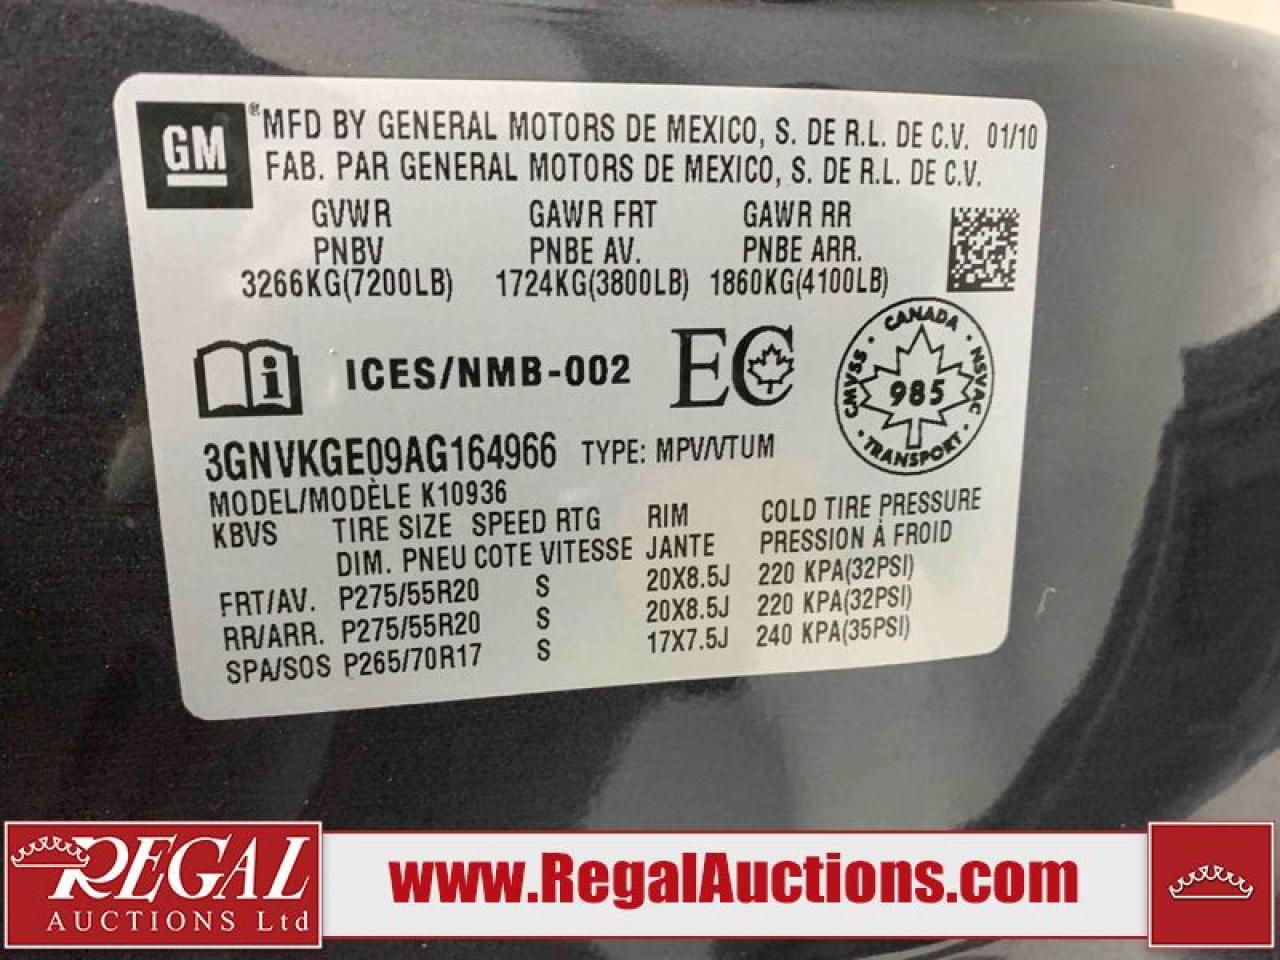 GM ® MFD BY GENERAL MOTORS DE MEXICO, S. DE R.L. DE C.V. 01/10
FAB. PAR GENERAL MOTORS DE MEXICO, S. DE R.L. DE C.V.
GVWR GAWR FRT GAWR RR
PNBV PNBE AV. PNBE ARR.
3266KG(7200LB) 1724KG(3800LB) 1860KG(4100LB)
i ICES/NMB-002 EC CANADA CMVSS NSVAC 985 TRANSPORT
3GNVKGE09AG164966 TYPE: MPV/VTUM
MODEL/MODÈLE K10936
KBVS TIRE SIZE SPEED RTG RIM COLD TIRE PRESSURE
DIM. PNEU COTE VITESSE JANTE PRESSION À FROID
FRT/AV. P275/55R20 S 20X8.5J 220 KPA(32PSI)
RR/ARR. P275/55R20 S 20X8.5J 220 KPA(32PSI)
SPA/SOS P265/70R17 S 17X7.5J 240 KPA(35PSI)
REGAL
AUCTIONS Ltd
www.RegalAuctions.com